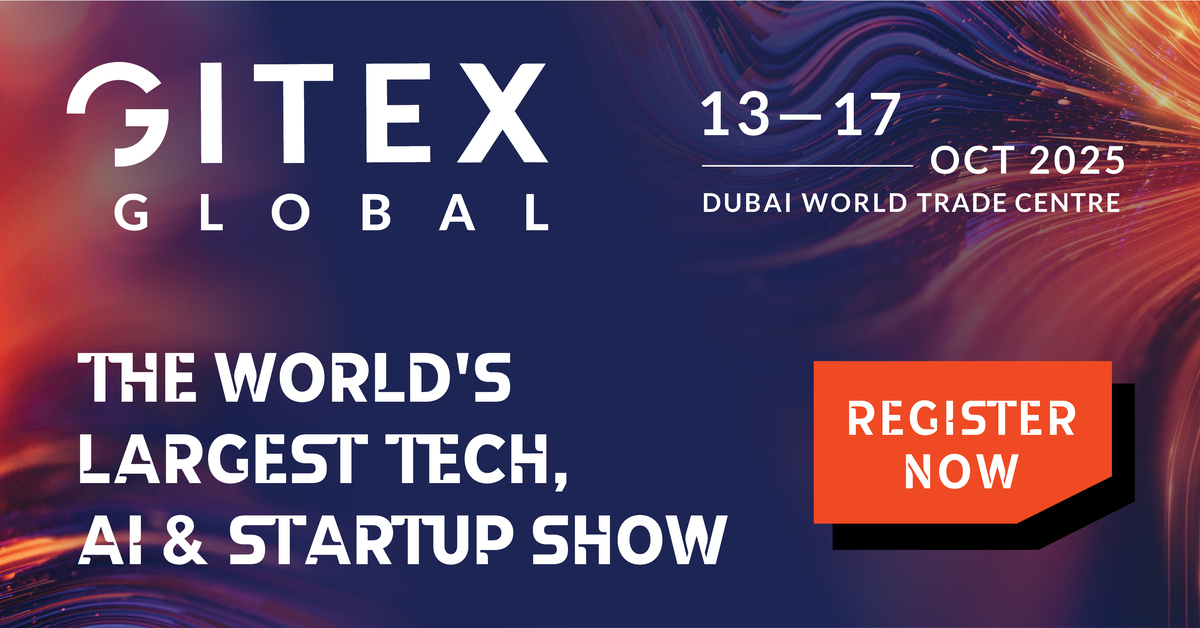 GITEX
GLOBAL
13—17
OCT 2025
DUBAI WORLD TRADE CENTRE
THE WORLD'S
LARGEST TECH,
AI & STARTUP SHOW
REGISTER
NOW